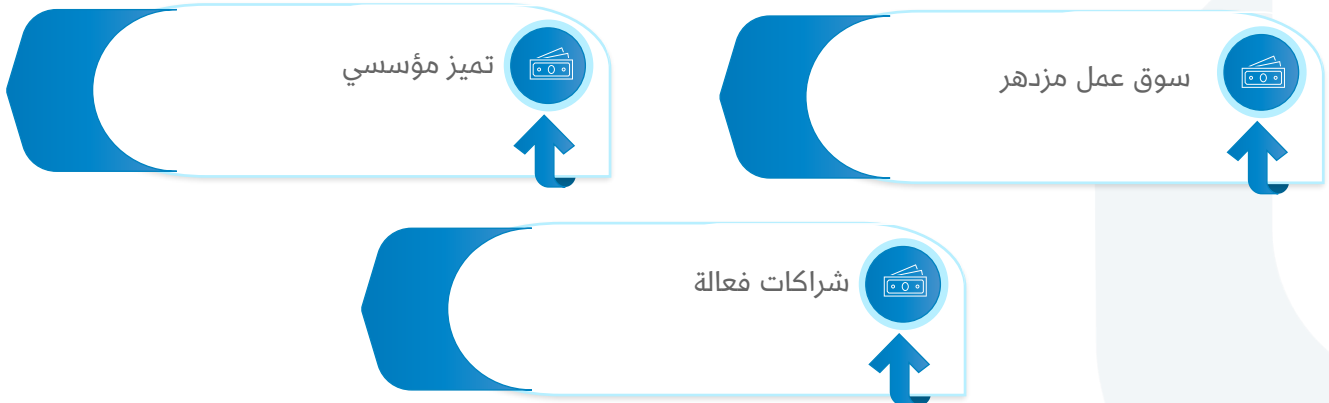 سوق عمل مزدهر
تميز مؤسسي
شراكات فعالة